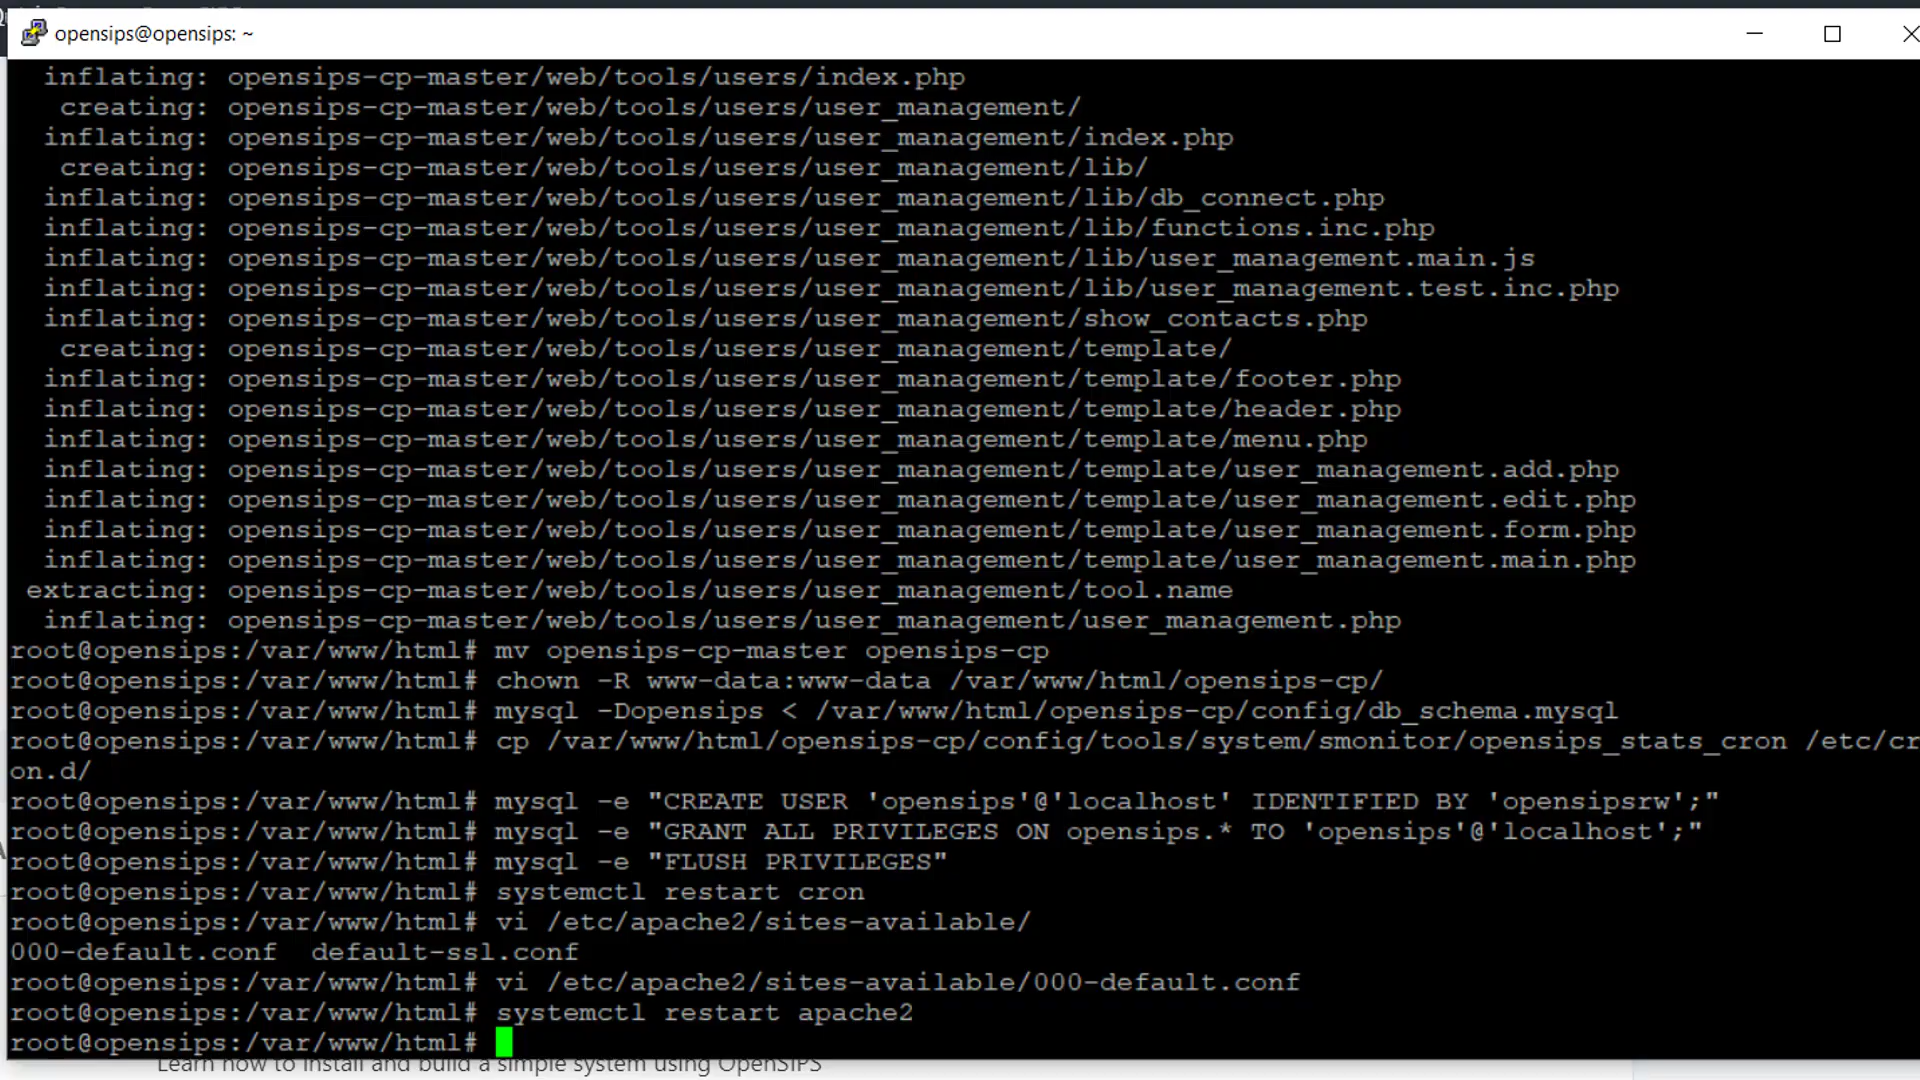 opensips@opensips: ~
inflating: opensips-cp-master/web/tools/users/index.php
creating: opensips-cp-master/web/tools/users/user_management/
inflating: opensips-cp-master/web/tools/users/user_management/index.php
creating: opensips-cp-master/web/tools/users/user_management/lib/
inflating: opensips-cp-master/web/tools/users/user_management/lib/db_connect.php
inflating: opensips-cp-master/web/tools/users/user_management/lib/functions.inc.php
inflating: opensips-cp-master/web/tools/users/user_management/lib/user_management.main.js
inflating: opensips-cp-master/web/tools/users/user_management/lib/user_management.test.inc.php
inflating: opensips-cp-master/web/tools/users/user_management/show_contacts.php
creating: opensips-cp-master/web/tools/users/user_management/template/
inflating: opensips-cp-master/web/tools/users/user_management/template/footer.php
inflating: opensips-cp-master/web/tools/users/user_management/template/header.php
inflating: opensips-cp-master/web/tools/users/user_management/template/menu.php
inflating: opensips-cp-master/web/tools/users/user_management/template/user_management.add.php
inflating: opensips-cp-master/web/tools/users/user_management/template/user_management.edit.php
inflating: opensips-cp-master/web/tools/users/user_management/template/user_management.form.php
inflating: opensips-cp-master/web/tools/users/user_management/template/user_management.main.php
extracting: opensips-cp-master/web/tools/users/user_management/tool.name
inflating: opensips-cp-master/web/tools/users/user_management/user_management.php
root@opensips:/var/www/html# mv opensips-cp-master opensips-cp
root@opensips:/var/www/html# chown -R www-data:www-data /var/www/html/opensips-cp/
root@opensips:/var/www/html# mysql -Dopensips < /var/www/html/opensips-cp/config/db_schema.mysql
root@opensips:/var/www/html# cp /var/www/html/opensips-cp/config/tools/system/smonitor/opensips_stats_cron /etc/cr
on.d/
root@opensips:/var/www/html# mysql -e "CREATE USER 'opensips'@'localhost' IDENTIFIED BY 'opensipsrw';"
root@opensips:/var/www/html# mysql -e "GRANT ALL PRIVILEGES ON opensips.* TO 'opensips'@'localhost';"
root@opensips:/var/www/html# mysql -e "FLUSH PRIVILEGES"
root@opensips:/var/www/html# systemctl restart cron
root@opensips:/var/www/html# vi /etc/apache2/sites-available/
000-default.conf  default-ssl.conf
root@opensips:/var/www/html# vi /etc/apache2/sites-available/000-default.conf
root@opensips:/var/www/html# systemctl restart apache2
root@opensips:/var/www/html#
Learn how to install and build a simple system using OpenSIPS